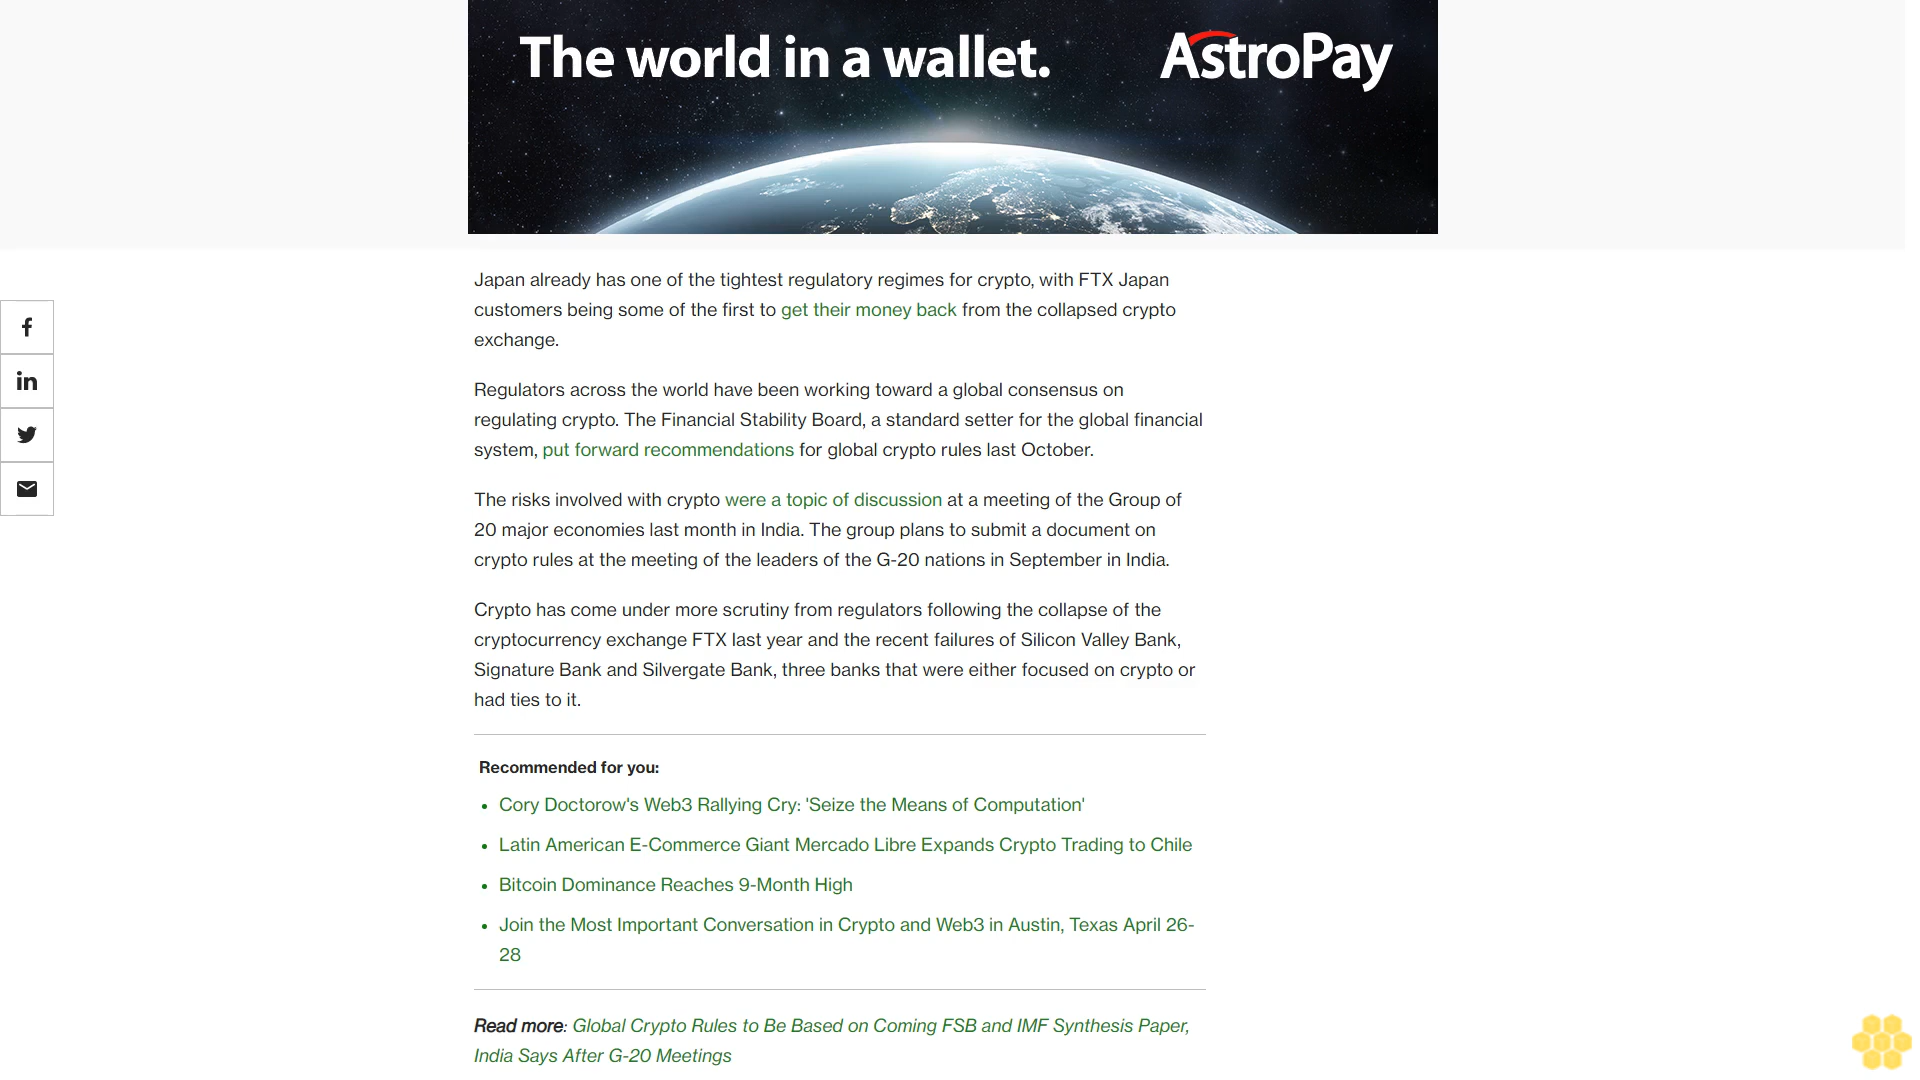 The world in a wallet.
AstroPay
Japan already has one of the tightest regulatory regimes for crypto, with FTX Japan
customers being some of the first to get their money back from the collapsed crypto
exchange.
Regulators across the world have been working toward a global consensus on
regulating crypto. The Financial Stability Board, a standard setter for the global financial
system, put forward recommendations for global crypto rules last October.
The risks involved with crypto were a topic of discussion at a meeting of the Group of
20 major economies last month in India. The group plans to submit a document on
crypto rules at the meeting of the leaders of the G-20 nations in September in India.
Crypto has come under more scrutiny from regulators following the collapse of the
cryptocurrency exchange FTX last year and the recent failures of Silicon Valley Bank,
Signature Bank and Silvergate Bank, three banks that were either focused on crypto or
had ties to it.
Recommended for you:
• Cory Doctorow's Web3 Rallying Cry: 'Seize the Means of Computation'
• Latin American E-Commerce Giant Mercado Libre Expands Crypto Trading to Chile
• Bitcoin Dominance Reaches 9-Month High
• Join the Most Important Conversation in Crypto and Web3 in Austin, Texas April 26-
28
Read more: Global Crypto Rules to Be Based on Coming FSB and IMF Synthesis Paper,
India Says After G-20 Meetings